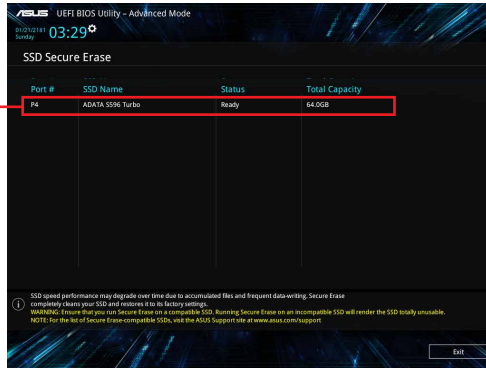 ASUS UEFI BIOS Utility – Advanced Mode
01/21/2181 03:29
Sunday
SSD Secure Erase
Port # SSD Name Status Total Capacity
P4 ADATA S596 Turbo Ready 64.0GB
SSD speed performance may degrade over time due to accumulated files and frequent data-writing. Secure Erase
completely cleans your SSD and restores it to its factory settings.
WARNING: Ensure that you run Secure Erase on a compatible SSD. Running Secure Erase on an incompatible SSD will render the SSD totally unusable.
NOTE: For the list of Secure Erase-compatible SSDs, visit the ASUS Support site at www.asus.com/support
Exit